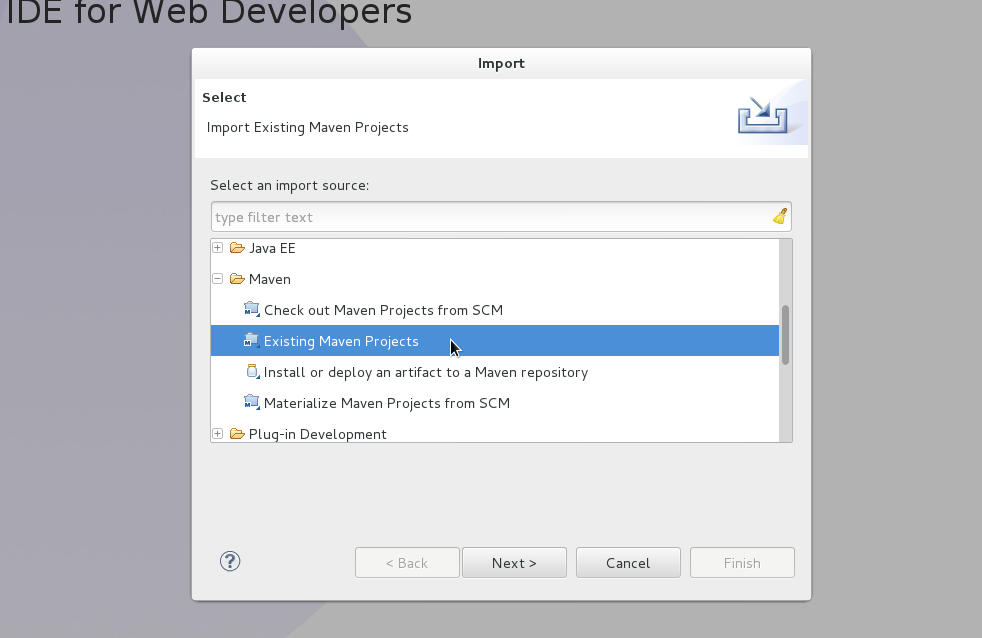 IDE for Web Developers
Import
Select
Import Existing Maven Projects
Select an import source:
type filter text
Java EE
Maven
Check out Maven Projects from SCM
Existing Maven Projects
Install or deploy an artifact to a Maven repository
Materialize Maven Projects from SCM
Plug-in Development
? < Back Next > Cancel Finish